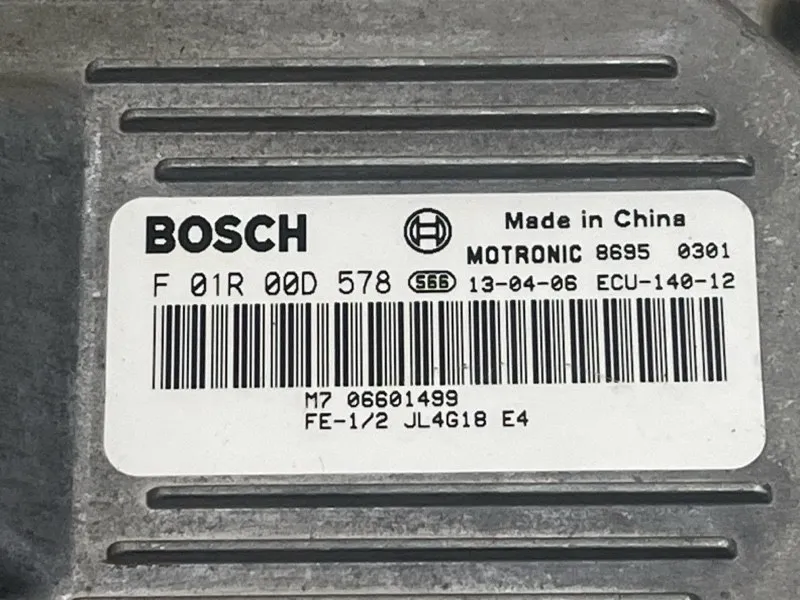 BOSCH Made in China
MOTRONIC 8695 0301
F 01R 00D 578 S66 13-04-06 ECU-140-12
M7 06601499
FE-1/2 JL4G18 E4